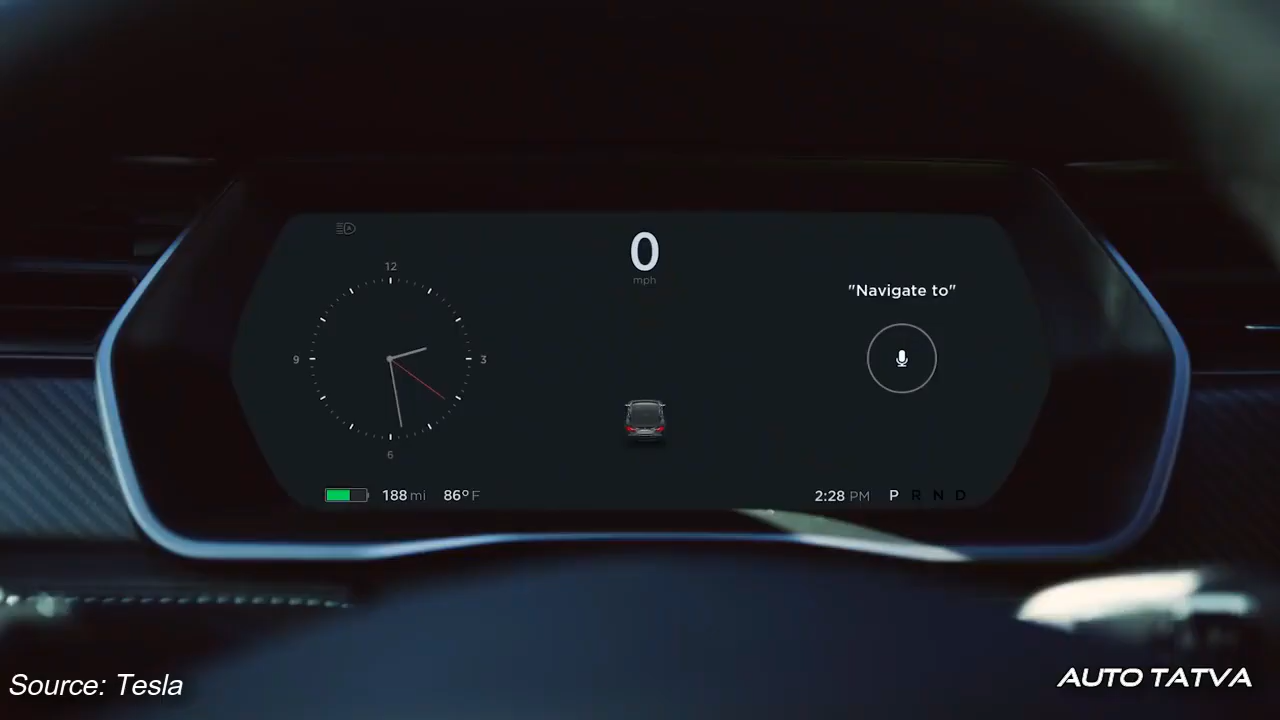 0
mph
12
"Navigate to"
9
3
6
188 mi 86° F
2:28 PM P R N D
Source: Tesla
AUTO TATVA